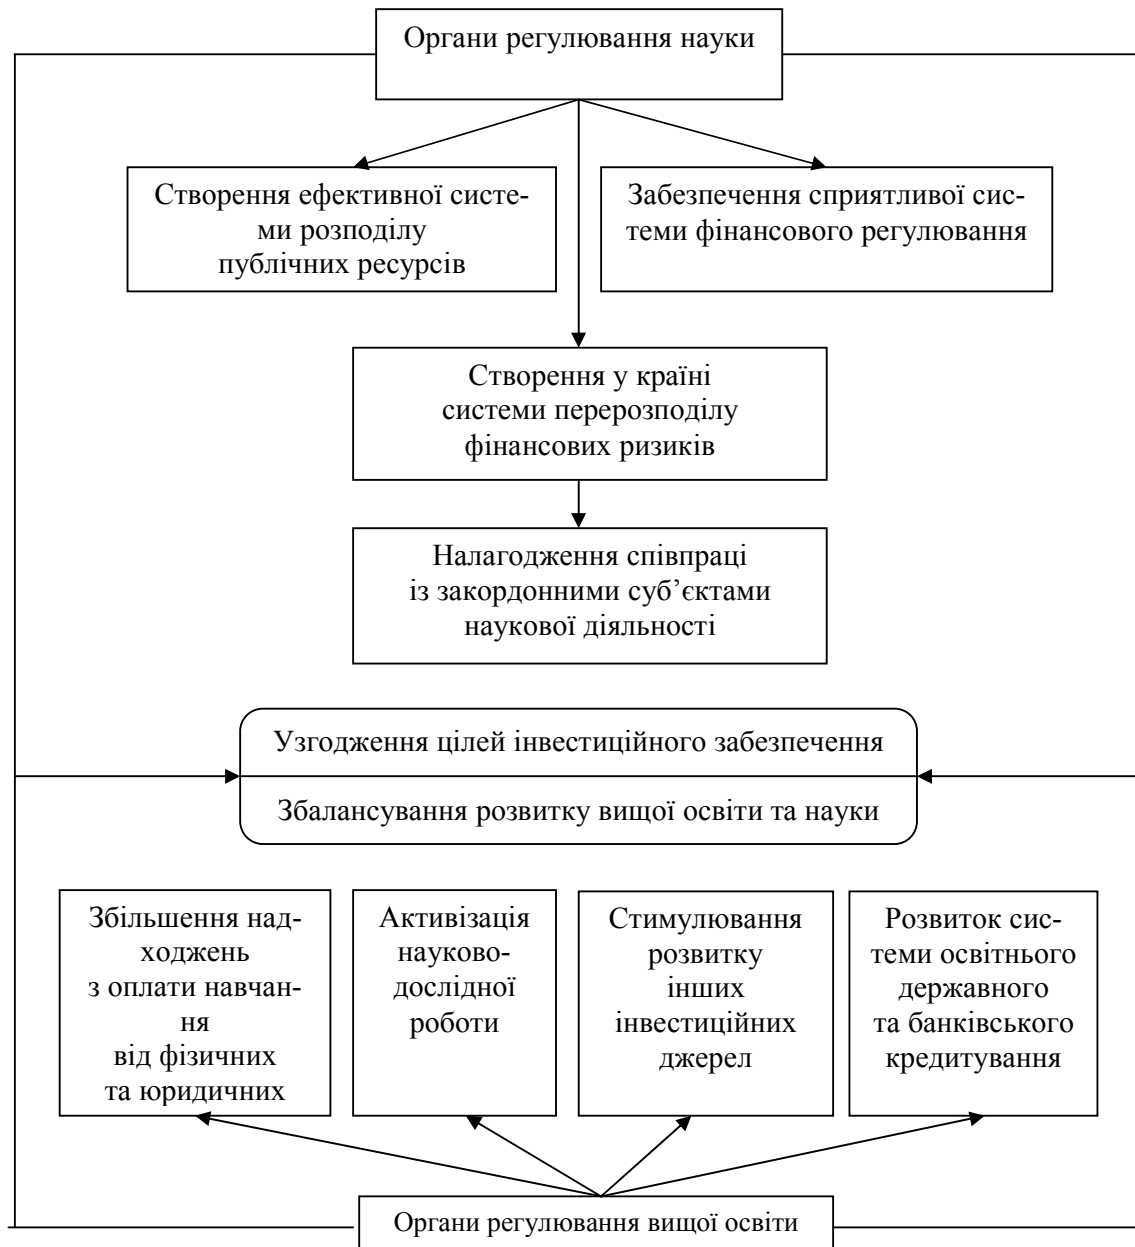 Органи регулювання науки
Створення ефективної систе-
ми розподілу
публічних ресурсів
Забезпечення сприятливої сис-
теми фінансового регулювання
Створення у країні
системи перерозподілу
фінансових ризиків
Налагодження співпраці
із закордонними суб’єктами
наукової діяльності
Узгодження цілей інвестиційного забезпечення
Збалансування розвитку вищої освіти та науки
Збільшення над-
ходжень
з оплати навчан-
ня
від фізичних
та юридичних
Активізація
науково-
дослідної
роботи
Стимулювання
розвитку
інших
інвестиційних
джерел
Розвиток сис-
теми освітнього
державного
та банківського
кредитування
Органи регулювання вищої освіти